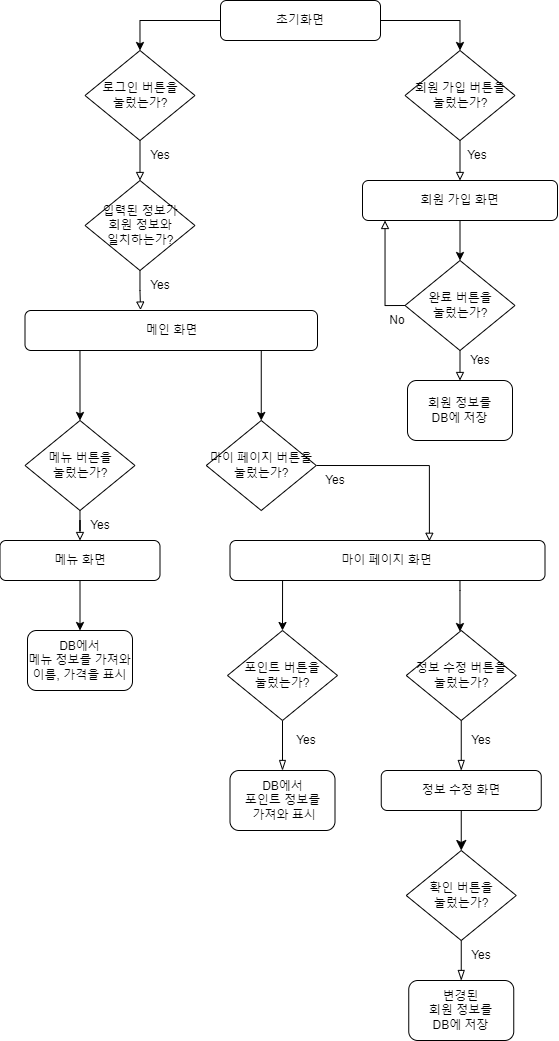 초기화면
로그인 버튼을
눌렀는가?
회원 가입 버튼을
눌렀는가?
Yes
Yes
입력된 정보가
회원 정보와
일치하는가?
회원 가입 화면
Yes
완료 버튼을
눌렀는가?
No
메인 화면
Yes
회원 정보를
DB에 저장
메뉴 버튼을
눌렀는가?
마이 페이지 버튼을
눌렀는가?
Yes
Yes
메뉴 화면
마이 페이지 화면
DB에서
메뉴 정보를 가져와
이름, 가격을 표시
포인트 버튼을
눌렀는가?
정보 수정 버튼을
눌렀는가?
Yes
Yes
DB에서
포인트 정보를
가져와 표시
정보 수정 화면
확인 버튼을
눌렀는가?
Yes
변경된
회원 정보를
DB에 저장